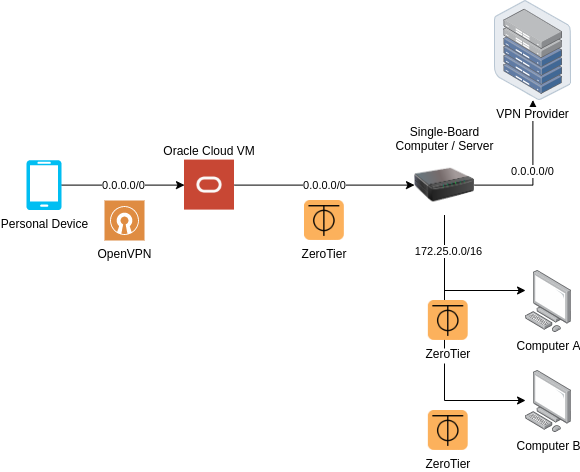 VPN Provider
Single-Board
Computer / Server
Oracle Cloud VM
0.0.0.0/0
0.0.0.0/0
0.0.0.0/0
Personal Device
OpenVPN
ZeroTier
172.25.0.0/16
Computer A
ZeroTier
Computer B
ZeroTier